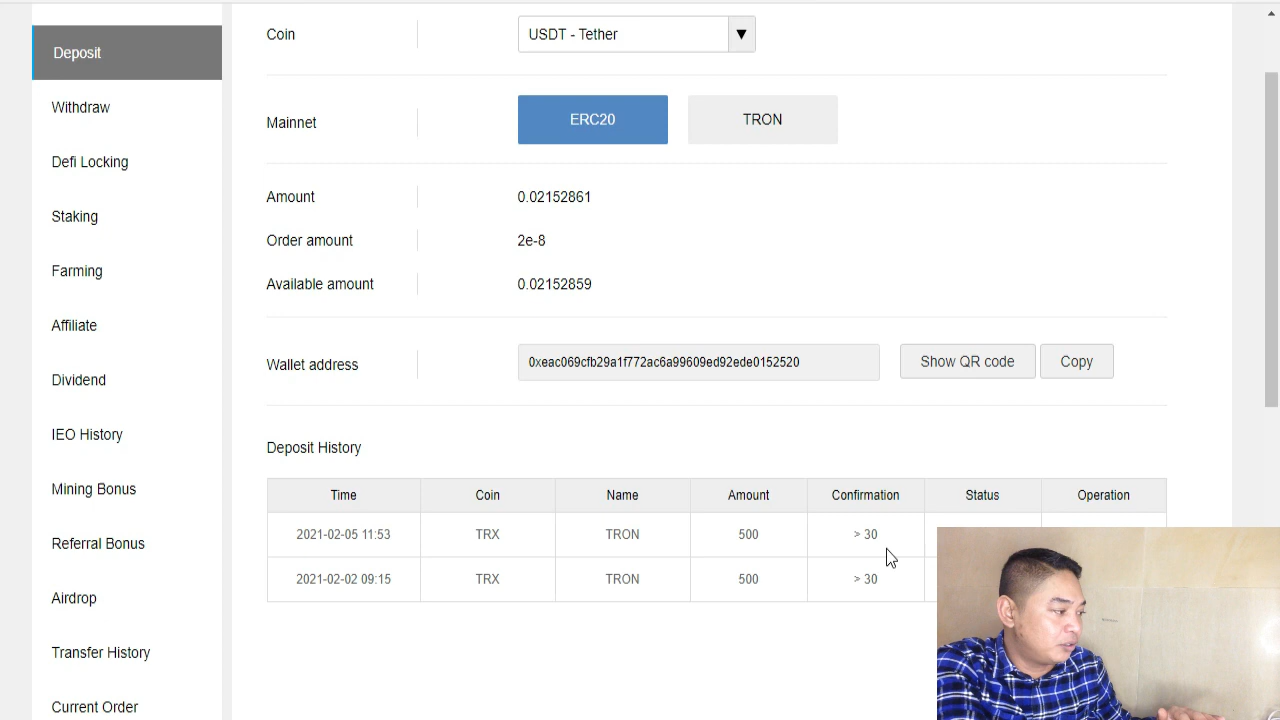 Deposit
Withdraw
Defi Locking
Staking
Farming
Affiliate
Dividend
IEO History
Mining Bonus
Referral Bonus
Airdrop
Transfer History
Current Order
Coin
USDT - Tether
Mainnet
ERC20 TRON
Amount 0.02152861
Order amount 2e-8
Available amount 0.02152859
Wallet address 0xeac069cfb29a1f772ac6a99609ed92ede0152520 Show QR code Copy
Deposit History
Time Coin Name Amount Confirmation Status Operation
2021-02-05 11:53 TRX TRON 500 > 30
2021-02-02 09:15 TRX TRON 500 > 30